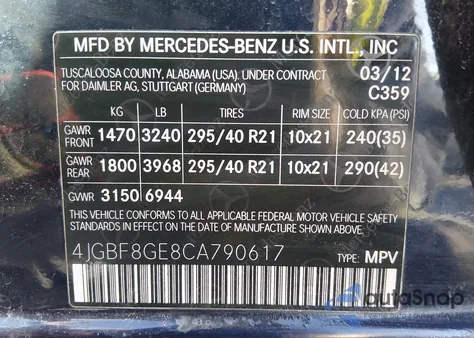 MFD BY MERCEDES-BENZ U.S. INTL., INC
TUSCALOOSA COUNTY, ALABAMA (USA). UNDER CONTRACT 03/12
FOR DAIMLER AG, STUTTGART (GERMANY) C359
KG LB TIRES RIM SIZE COLD KPA (PSI)
GAWR FRONT 1470 3240 295/40 R21 10x21 240(35)
GAWR REAR 1800 3968 295/40 R21 10x21 290(42)
GVWR 3150 6944
THIS VEHICLE CONFORMS TO ALL APPLICABLE FEDERAL MOTOR VEHICLE SAFETY
STANDARDS IN EFFECT ON THE DATE OF MANUFACTURE SHOWN ABOVE.
4JGBF8GE8CA790617 TYPE: MPV
autoSnap